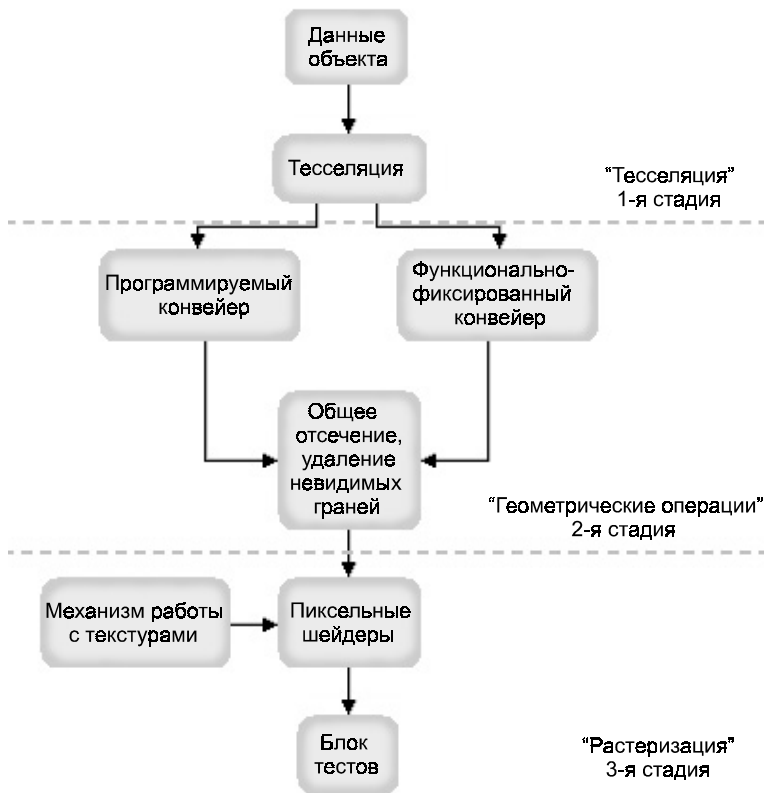 Данные
объекта
Тесселяция
“Тесселяция”
1-я стадия
Программируемый
конвейер
Функционально-
фиксированный
конвейер
Общее
отсечение,
удаление
невидимых
граней
“Геометрические операции”
2-я стадия
Механизм работы
с текстурами
Пиксельные
шейдеры
Блок
тестов
“Растеризация”
3-я стадия